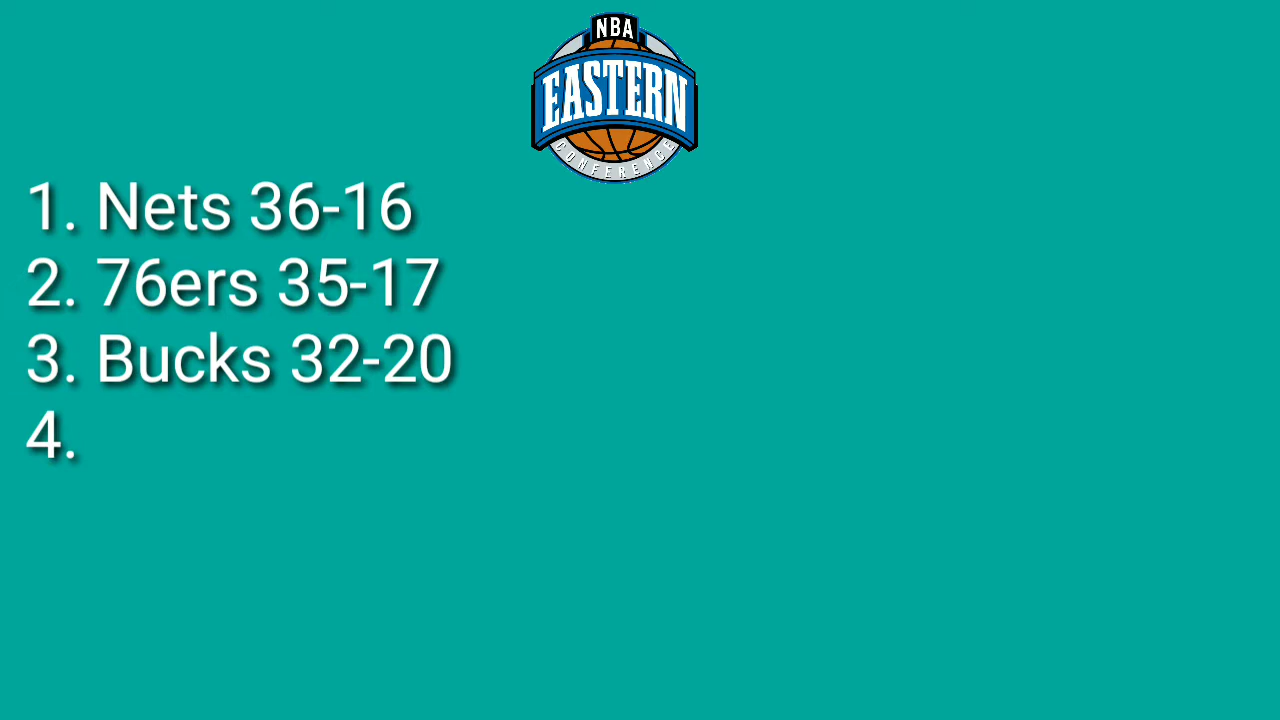 NBA
EASTERN
CONFERENCE
1. Nets 36-16
2. 76ers 35-17
3. Bucks 32-20
4.